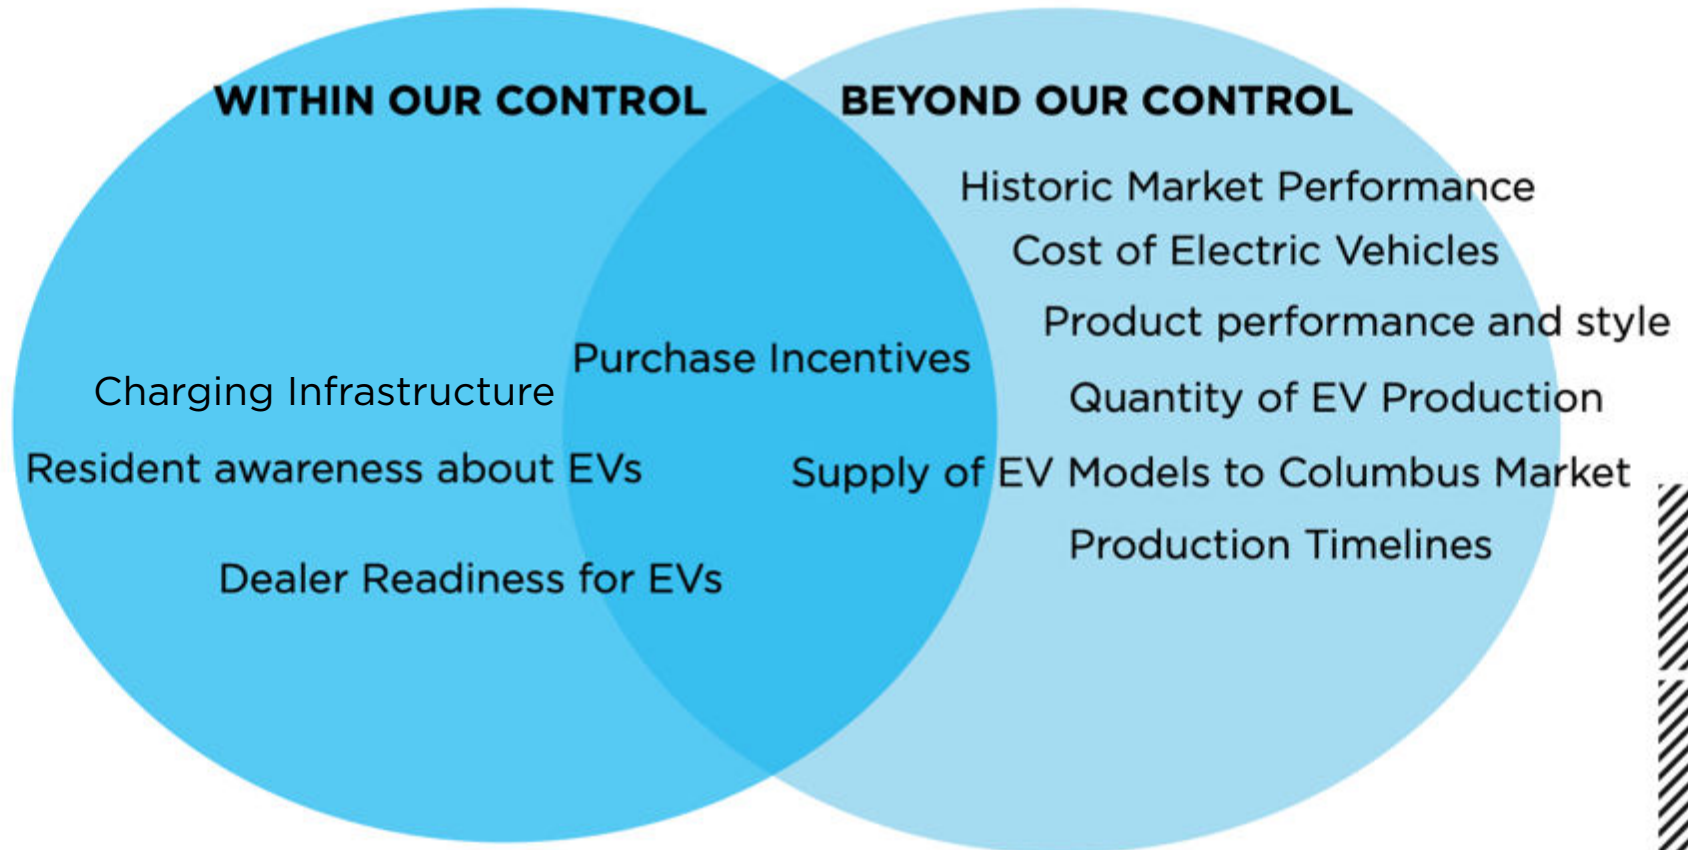 WITHIN OUR CONTROL
BEYOND OUR CONTROL
Charging Infrastructure
Resident awareness about EVs
Dealer Readiness for EVs
Purchase Incentives
Historic Market Performance
Cost of Electric Vehicles
Product performance and style
Quantity of EV Production
Supply of EV Models to Columbus Market
Production Timelines